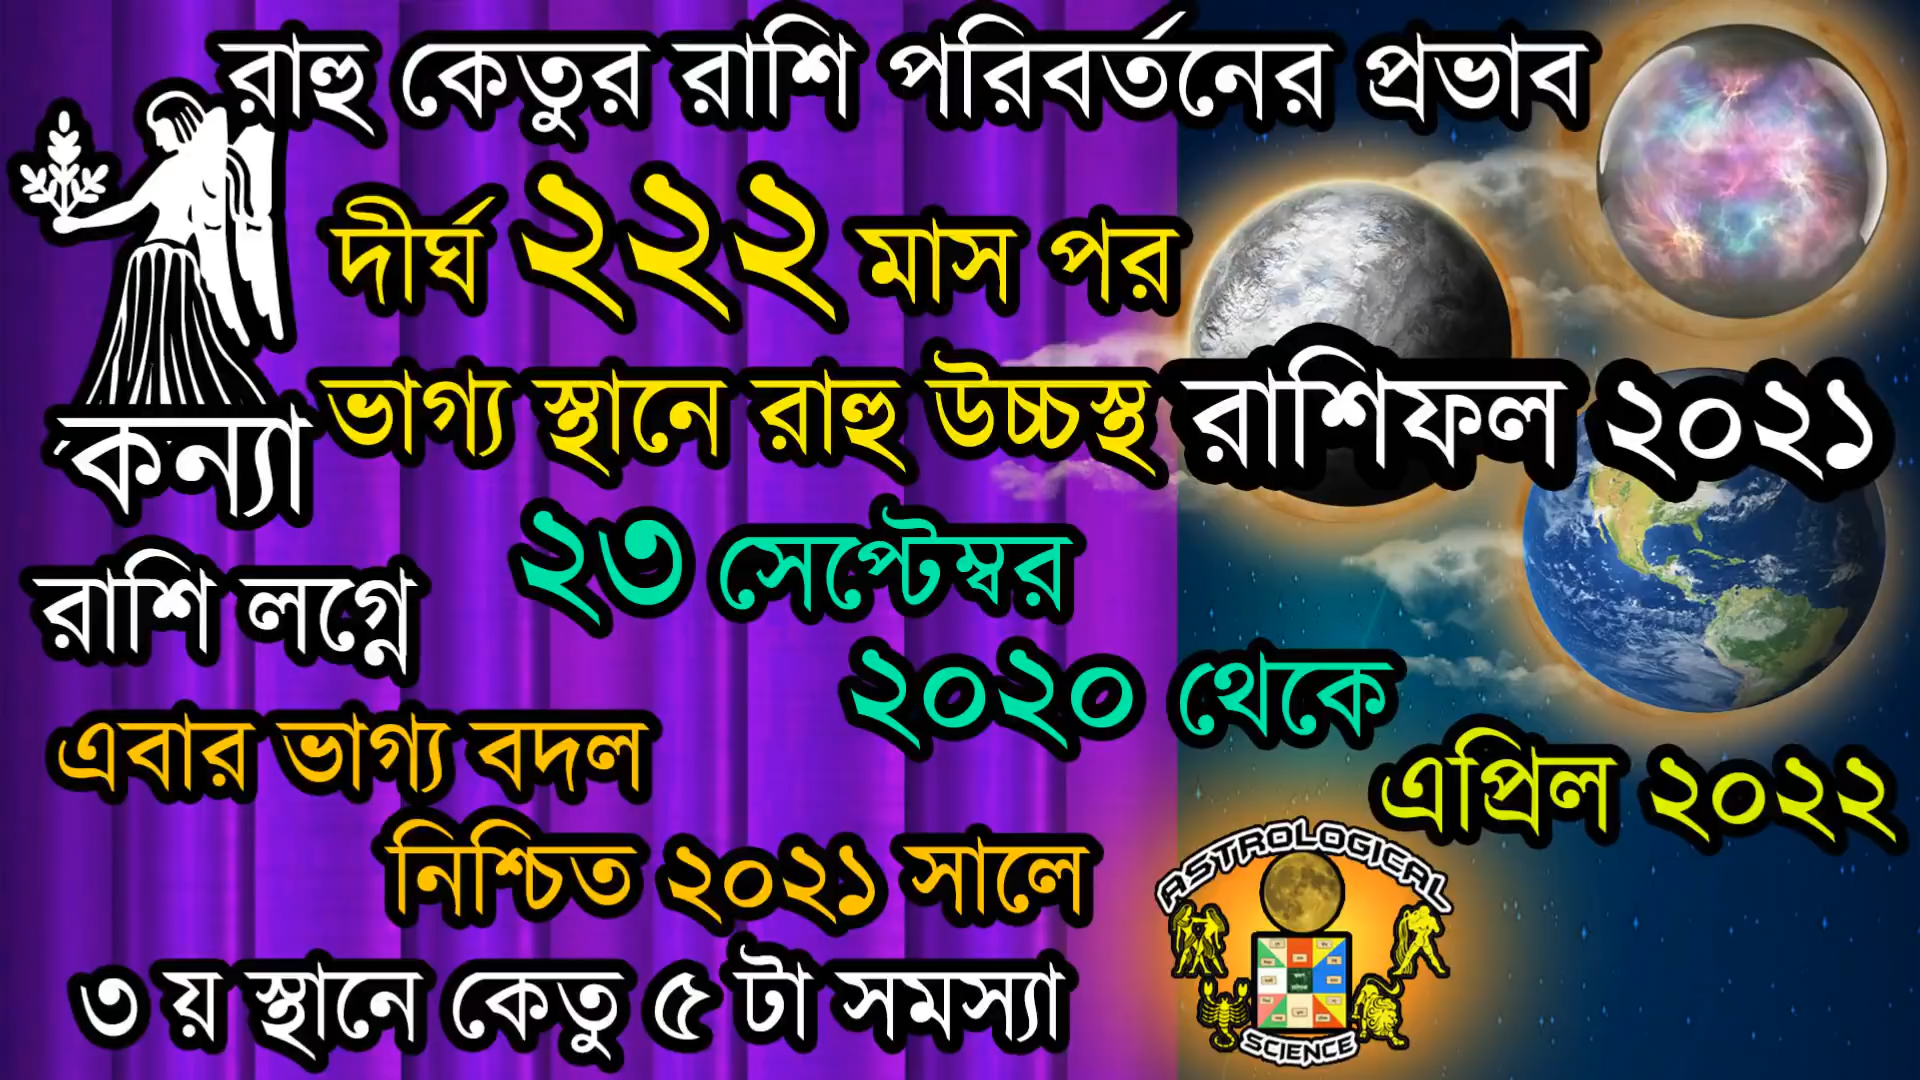 রাহু কেতুর রাশি পরিবর্তনের প্রভাব
দীর্ঘ ২২২ মাস পর
ভাগ্য স্থানে রাহু উচ্চস্থ রাশিফল ২০২১
কন্যা
২৩ সেপ্টেম্বর
রাশি লগ্নে
২০২০ থেকে
এবার ভাগ্য বদল
এপ্রিল ২০২২
নিশ্চিত ২০২১ সালে
৩ য় স্থানে কেতু ৫ টা সমস্যা
ASTROLOGICAL
SCIENCE